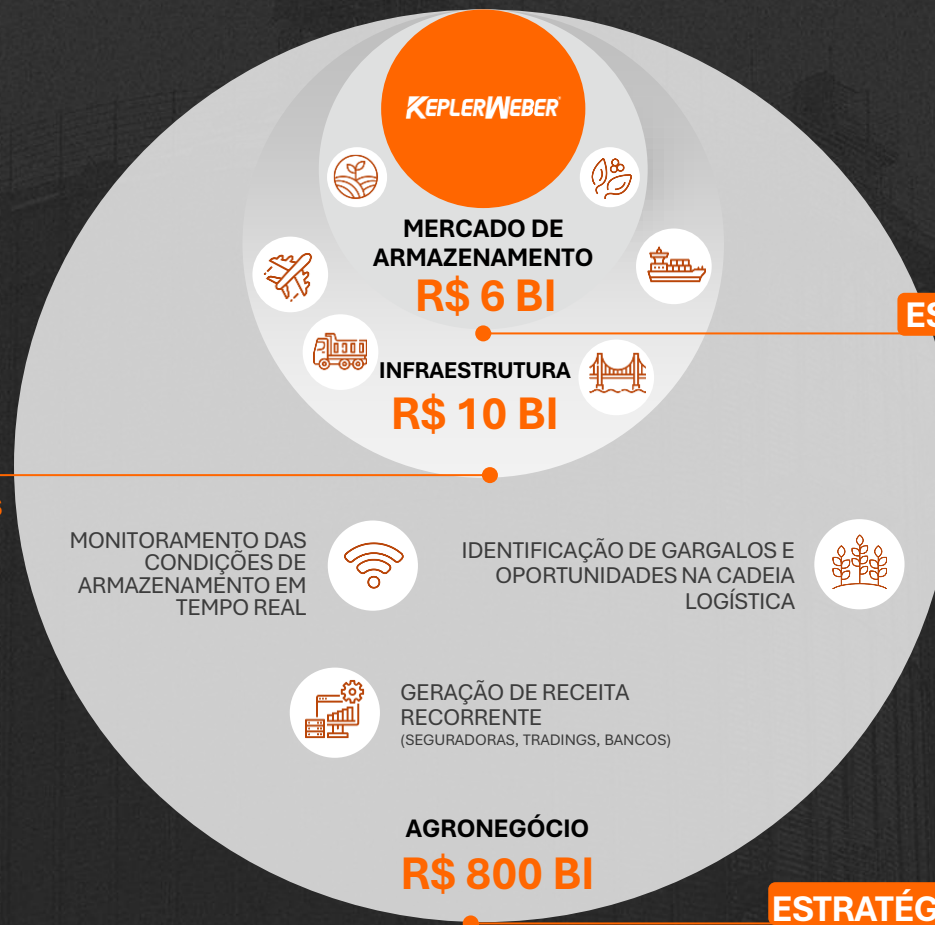 KEPLERWEBER
MERCADO DE
ARMAZENAMENTO
R$ 6 BI
INFRAESTRUTURA
R$ 10 BI
MONITORAMENTO DAS
CONDIÇÕES DE
ARMAZENAMENTO EM
TEMPO REAL
IDENTIFICAÇÃO DE GARGALOS E
OPORTUNIDADES NA CADEIA
LOGÍSTICA
GERAÇÃO DE RECEITA
RECORRENTE
(SEGURADORAS, TRADINGS, BANCOS)
AGRONEGÓCIO
R$ 800 BI